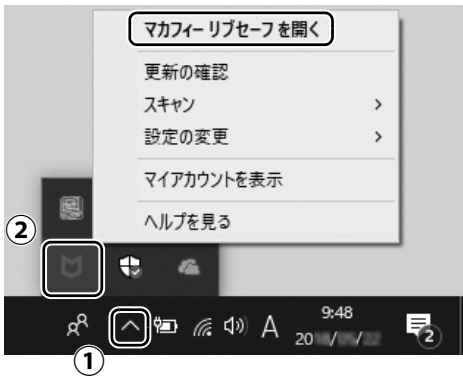 マカフィー リブセーフ を開く
更新の確認
スキャン
設定の変更
マイアカウントを表示
ヘルプを見る
②
A
9:48
2
①